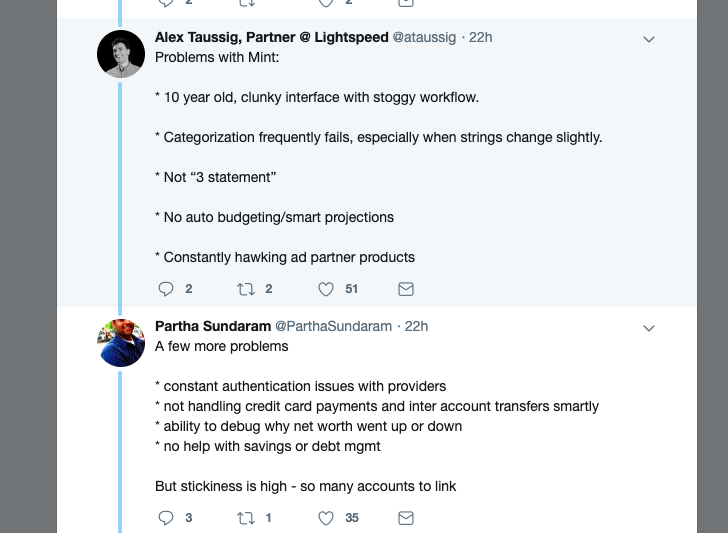 2 2
Alex Taussig, Partner @ Lightspeed @ataussig · 22h
Problems with Mint:
* 10 year old, clunky interface with stoggy workflow.
* Categorization frequently fails, especially when strings change slightly.
* Not “3 statement”
* No auto budgeting/smart projections
* Constantly hawking ad partner products
2 2 51
Partha Sundaram @ParthaSundaram · 22h
A few more problems
* constant authentication issues with providers
* not handling credit card payments and inter account transfers smartly
* ability to debug why net worth went up or down
* no help with savings or debt mgmt
But stickiness is high - so many accounts to link
3 1 35